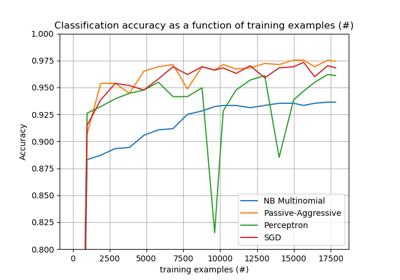 Classification accuracy as a function of training examples (#)
1.000
0.975
0.950
0.925
0.900
0.875
0.850
0.825
0.800
Accuracy
0 2500 5000 7500 10000 12500 15000 17500
training examples (#)
NB Multinomial
Passive-Aggressive
Perceptron
SGD